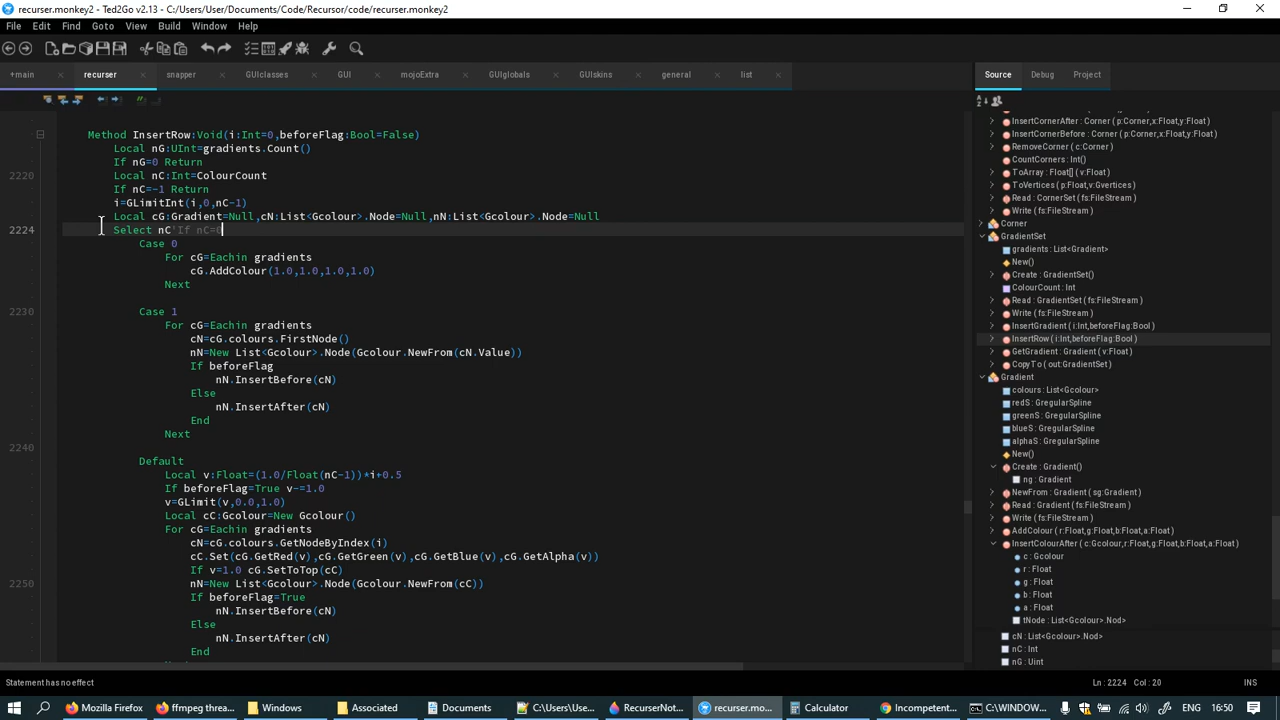 recurser.monkey2 - Ted2Go v2.13 - C:/Users/User/Documents/Code/Recursor/code/recurser.monkey2
File Edit Find Goto View Build Window Help
+main recurser snapper GUIclasses GUI mojoExtra GUIglobals GUIskins general list Source Debug Project
Method InsertRow:Void(i:Int=0,beforeFlag:Bool=False)
Local nG:UInt=gradients.Count()
If nG=0 Return
2220 Local nC:Int=ColourCount
If nC=-1 Return
i=GLimitInt(i,0,nC-1)
Local cG:Gradient=Null,cN:List<Gcolour>.Node=Null,nN:List<Gcolour>.Node=Null
2224 Select nC'If nC=0
Case 0
For cG=Eachin gradients
cG.AddColour(1.0,1.0,1.0,1.0)
Next
2230 Case 1
For cG=Eachin gradients
cN=cG.colours.FirstNode()
nN=New List<Gcolour>.Node(Gcolour.NewFrom(cN.Value))
If beforeFlag
nN.InsertBefore(cN)
Else
nN.InsertAfter(cN)
End
Next
2240
Default
Local v:Float=(1.0/Float(nC-1))*i+0.5
If beforeFlag=True v-=1.0
v=GLimit(v,0.0,1.0)
Local cC:Gcolour=New Gcolour()
For cG=Eachin gradients
cN=cG.colours.GetNodeByIndex(i)
cC.Set(cG.GetRed(v),cG.GetGreen(v),cG.GetBlue(v),cG.GetAlpha(v))
If v=1.0 cG.SetToTop(cC)
2250 nN=New List<Gcolour>.Node(Gcolour.NewFrom(cC))
If beforeFlag=True
nN.InsertBefore(cN)
Else
nN.InsertAfter(cN)
End
InsertCornerAfter : Corner ( p:Corner,x:Float,y:Float)
InsertCornerBefore : Corner ( p:Corner,x:Float,y:Float)
RemoveCorner ( c:Corner )
CountCorners : Int()
ToArray : Float[] ( v:Float)
ToVertices ( p:Float,v:Gvertices)
Read : CornerSet ( fs:FileStream )
Write ( fs:FileStream )
Corner
GradientSet
gradients : List<Gradient>
New()
Create : GradientSet()
ColourCount : Int
Read : GradientSet ( fs:FileStream )
Write ( fs:FileStream )
InsertGradient ( i:Int,beforeFlag:Bool )
InsertRow ( i:Int,beforeFlag:Bool )
GetGradient : Gradient ( v:Float)
CopyTo ( out:GradientSet )
Gradient
colours : List<Gcolour>
redS : GregularSpline
greenS : GregularSpline
blueS : GregularSpline
alphaS : GregularSpline
New()
Create : Gradient()
ng : Gradient
NewFrom : Gradient ( sg:Gradient )
Read : Gradient ( fs:FileStream )
Write ( fs:FileStream )
AddColour ( r:Float,g:Float,b:Float,a:Float)
InsertColourAfter ( c:Gcolour,r:Float,g:Float,b:Float,a:Float)
c : Gcolour
r : Float
g : Float
b : Float
a : Float
tNode : List<Gcolour>.Nod>
cN : List<Gcolour>.Nod>
nC : Int
nG : Uint
Statement has no effect Ln : 2224 Col : 20 INS
Mozilla Firefox ffmpeg threa... Windows Associated Documents C:\Users\Use... RecurserNot... recurser.mo... Calculator Incompetent... C:\WINDOW... ENG 16:50